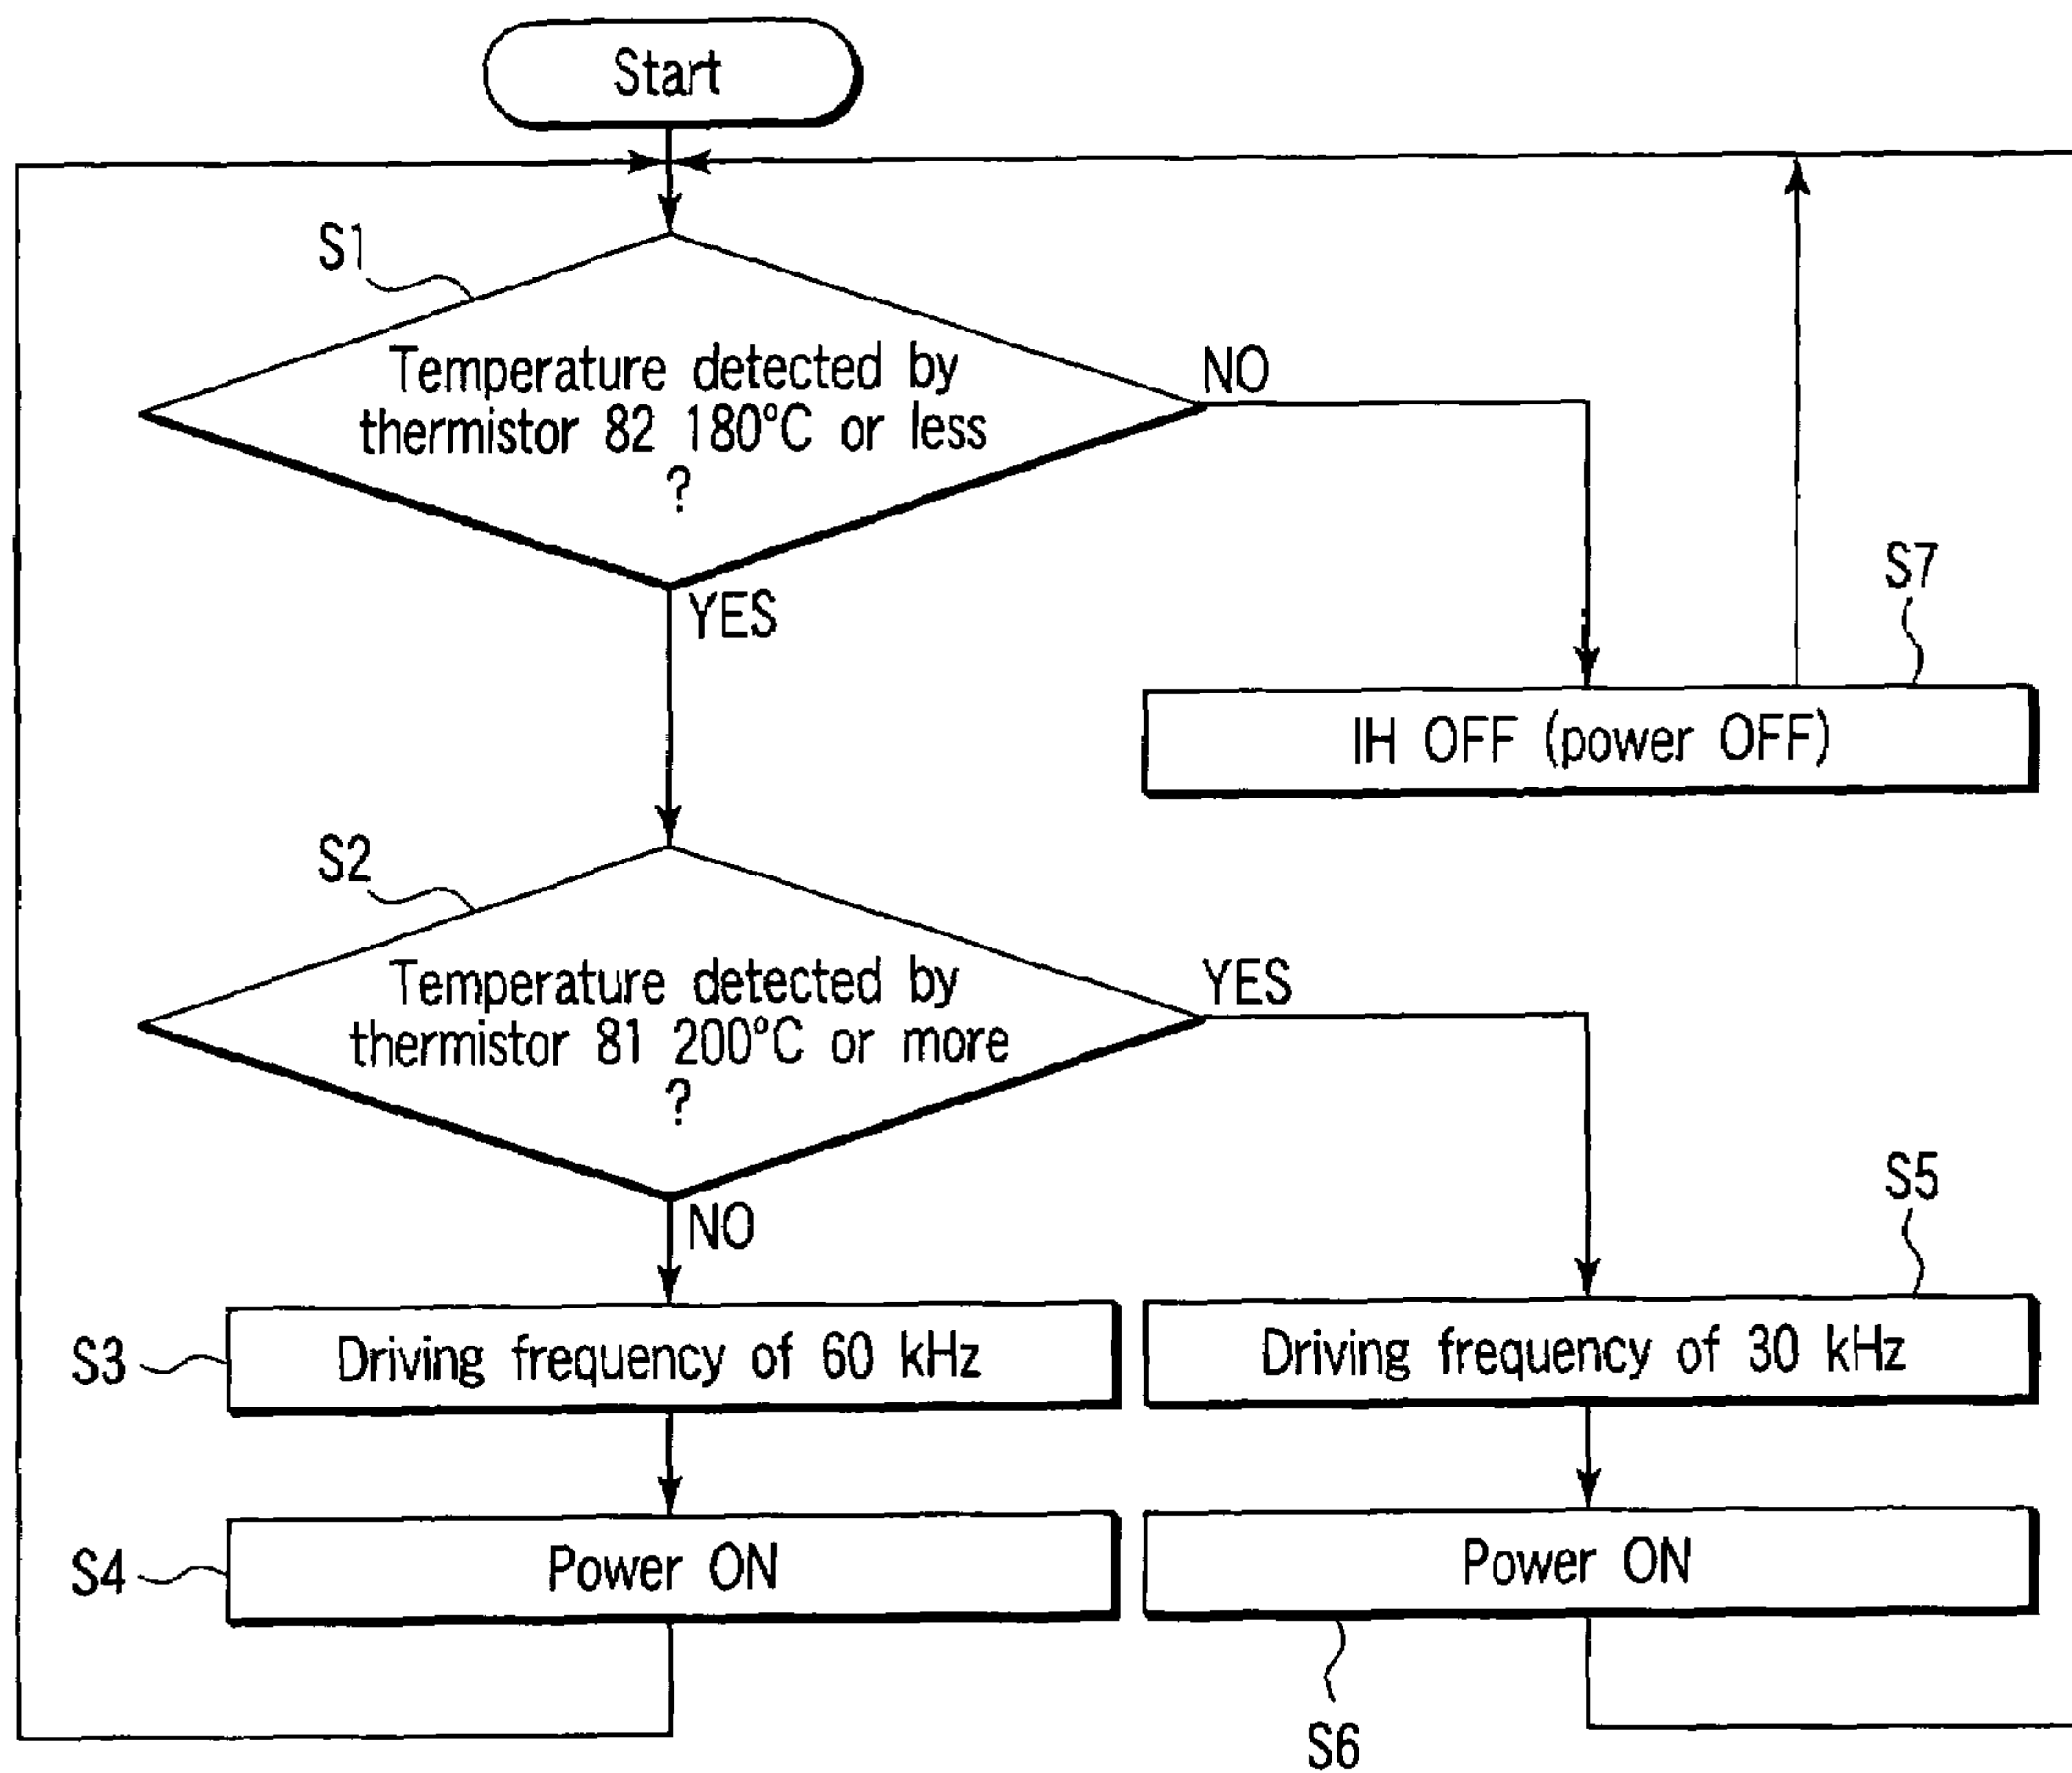 Start
S1
Temperature detected by
thermistor 82 180°C or less
?
NO
YES
S7
IH OFF (power OFF)
S2
Temperature detected by
thermistor 81 200°C or more
?
YES
NO
S5
S3
Driving frequency of 60 kHz
Driving frequency of 30 kHz
S4
Power ON
Power ON
S6